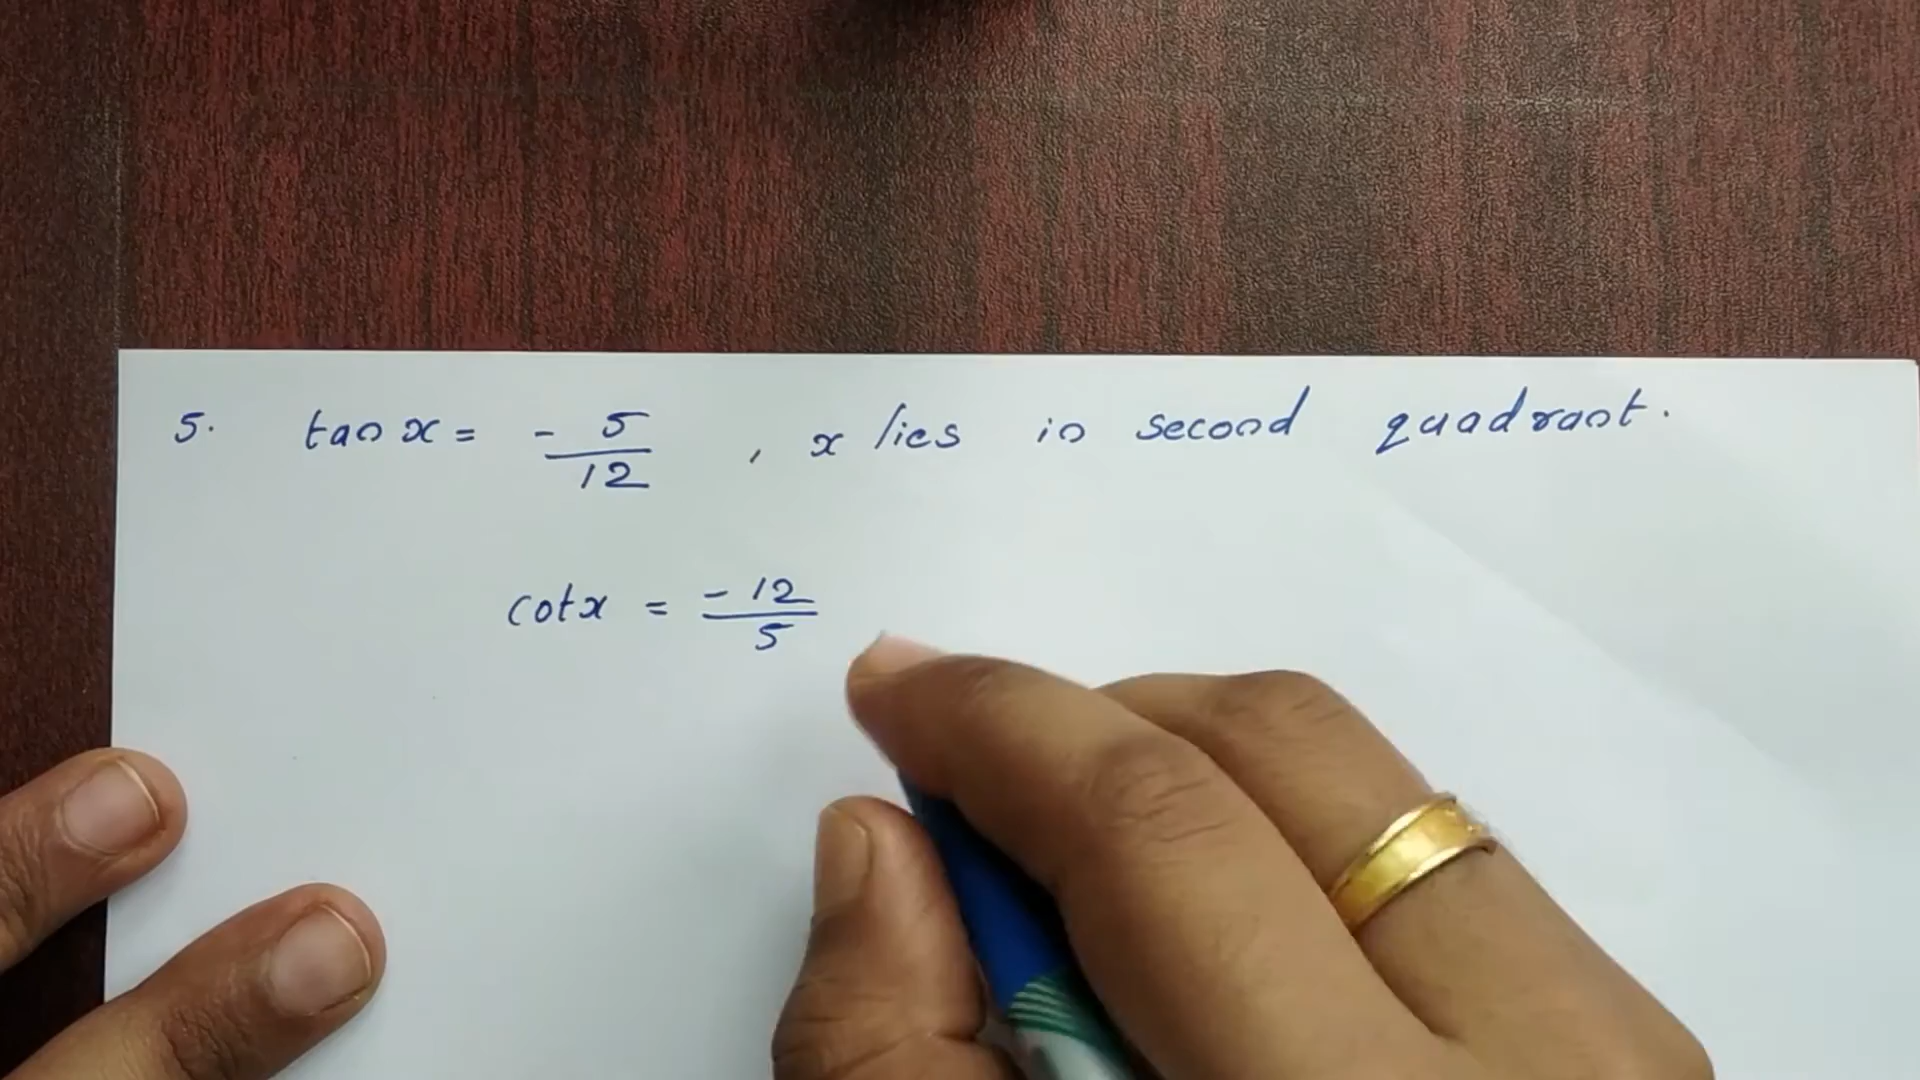 5. tan x = - 5/12 , x lies in second quadrant.
cot x = -12/5